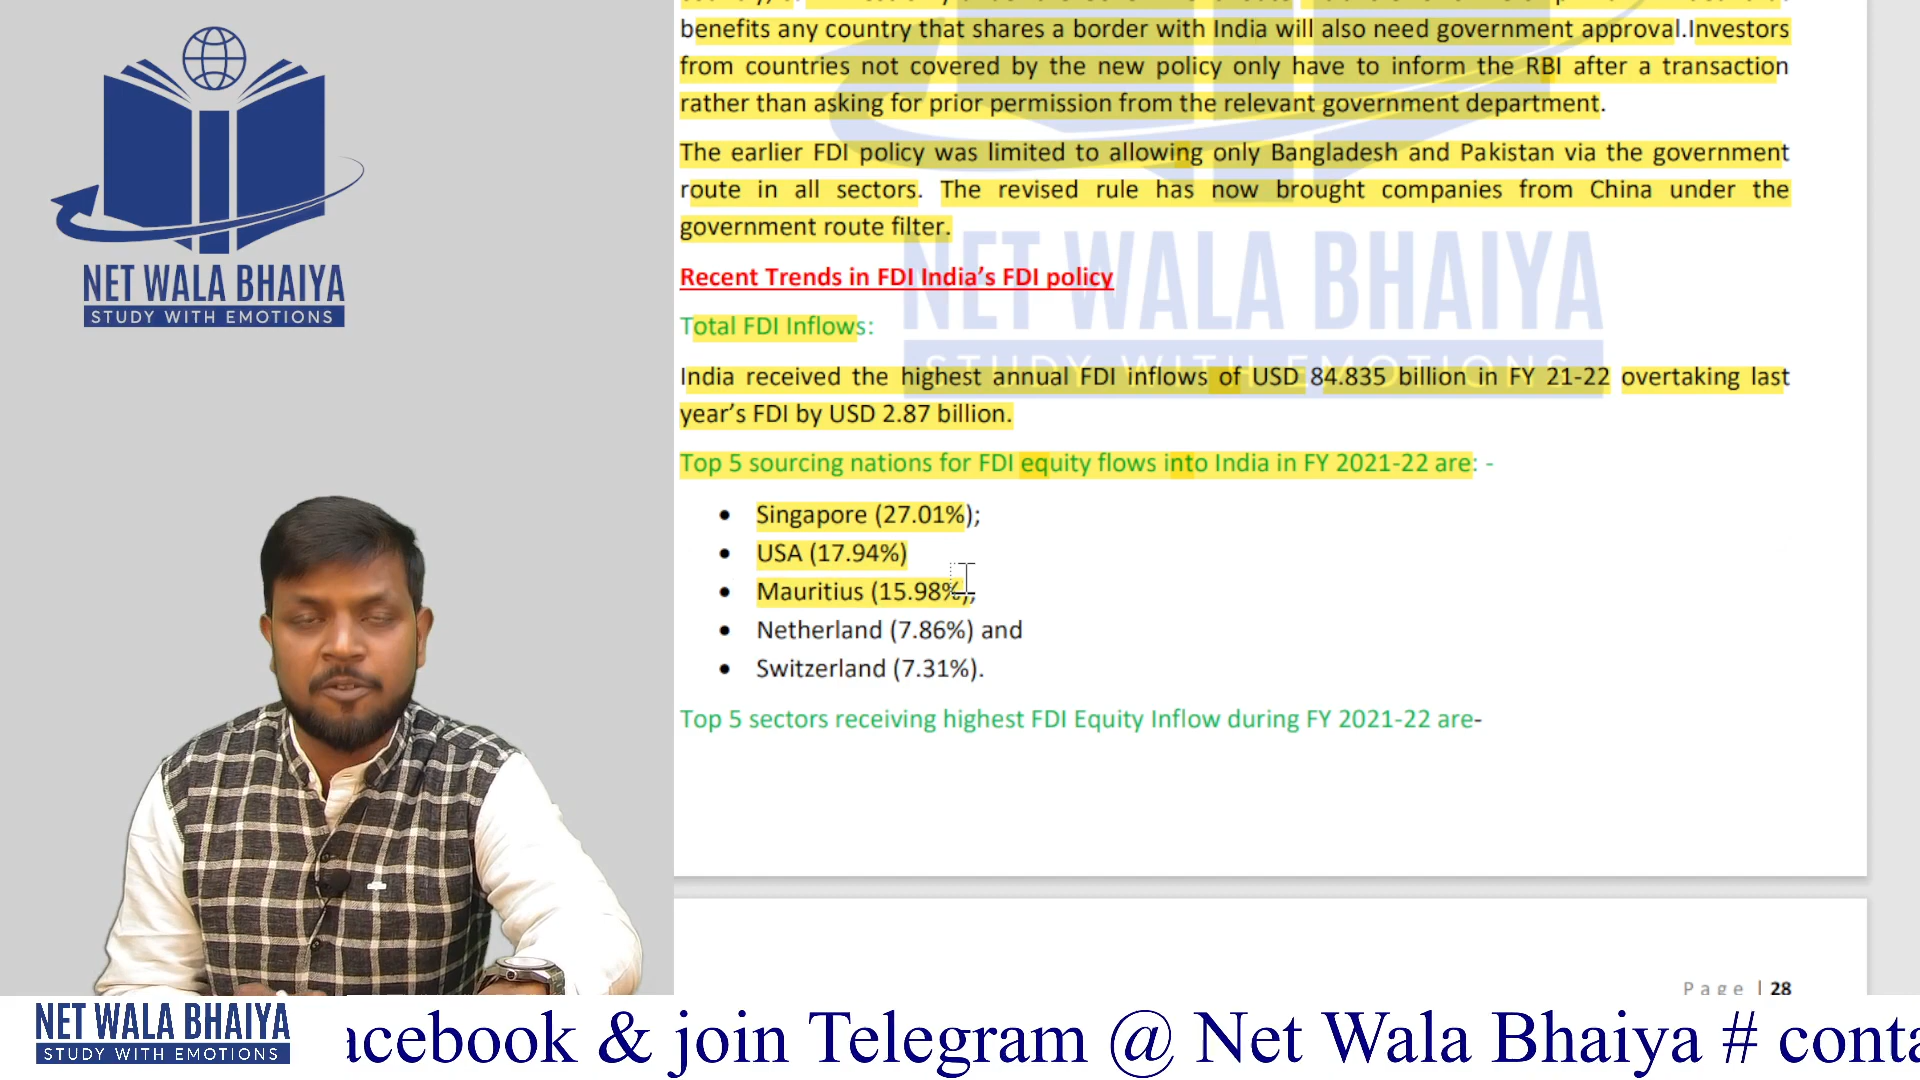 benefits any country that shares a border with India will also need government approval.Investors
from countries not covered by the new policy only have to inform the RBI after a transaction
rather than asking for prior permission from the relevant government department.
The earlier FDI policy was limited to allowing only Bangladesh and Pakistan via the government
route in all sectors. The revised rule has now brought companies from China under the
government route filter.
Recent Trends in FDI India's FDI policy
Total FDI Inflows:
India received the highest annual FDI inflows of USD 84.835 billion in FY 21-22 overtaking last
year's FDI by USD 2.87 billion.
Top 5 sourcing nations for FDI equity flows into India in FY 2021-22 are: -
• Singapore (27.01%);
• USA (17.94%)
• Mauritius (15.98%);
• Netherland (7.86%) and
• Switzerland (7.31%).
Top 5 sectors receiving highest FDI Equity Inflow during FY 2021-22 are-
Page | 28
NET WALA BHAIYA
STUDY WITH EMOTIONS
NET WALA BHAIYA
STUDY WITH EMOTIONS
NET WALA BHAIYA
STUDY WITH EMOTIONS
acebook & join Telegram @ Net Wala Bhaiya # conta